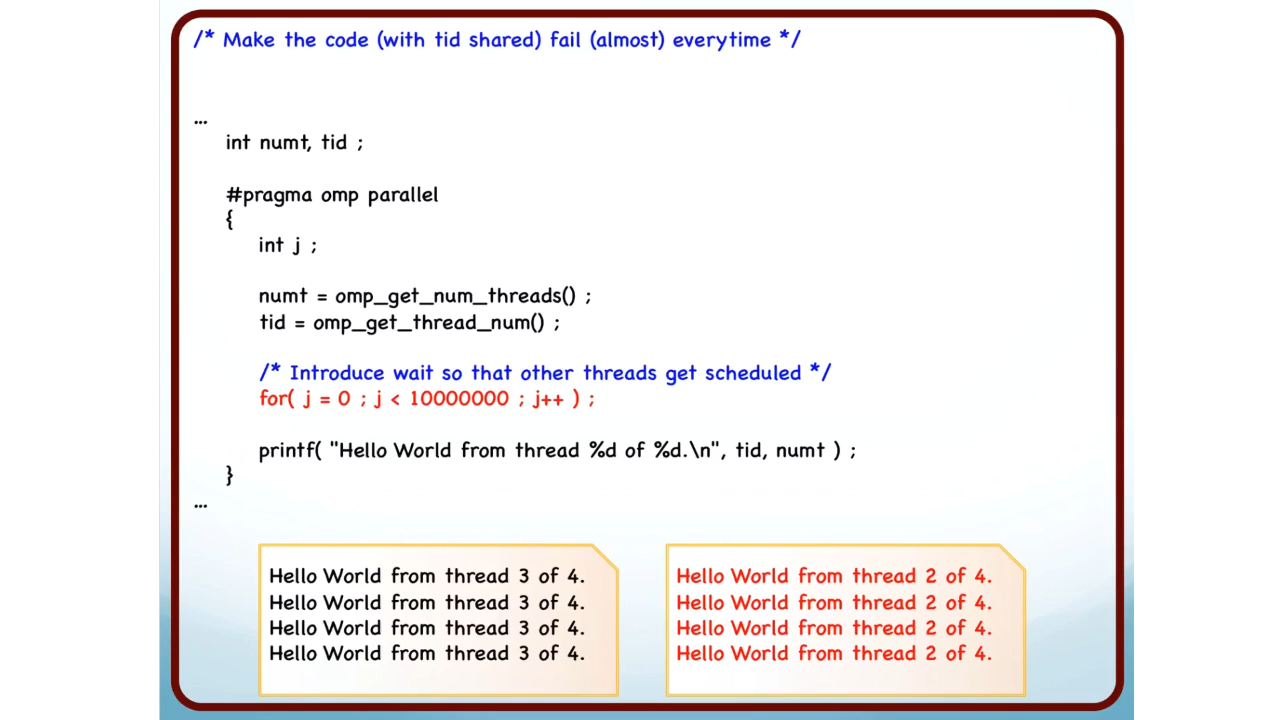 /* Make the code (with tid shared) fail (almost) everytime */
...
int numt, tid ;
#pragma omp parallel
{
int j ;
numt = omp_get_num_threads() ;
tid = omp_get_thread_num() ;
/* Introduce wait so that other threads get scheduled */
for( j = 0 ; j < 10000000 ; j++ ) ;
printf( "Hello World from thread %d of %d.\n", tid, numt ) ;
}
...
Hello World from thread 3 of 4.
Hello World from thread 3 of 4.
Hello World from thread 3 of 4.
Hello World from thread 3 of 4.
Hello World from thread 2 of 4.
Hello World from thread 2 of 4.
Hello World from thread 2 of 4.
Hello World from thread 2 of 4.